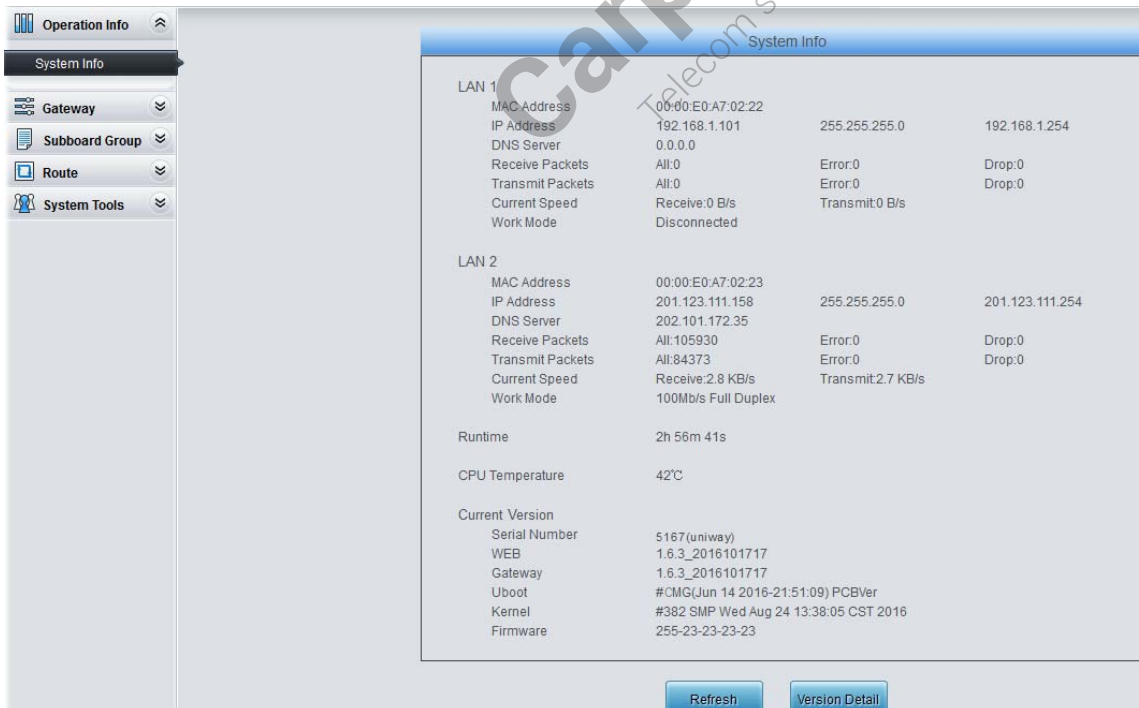 Operation Info
System Info
Gateway
Subboard Group
Route
System Tools
Carp
Telecom s
System Info
LAN 1
MAC Address 00:00:E0:A7:02:22
IP Address 192.168.1.101 255.255.255.0 192.168.1.254
DNS Server 0.0.0.0
Receive Packets All:0 Error:0 Drop:0
Transmit Packets All:0 Error:0 Drop:0
Current Speed Receive:0 B/s Transmit:0 B/s
Work Mode Disconnected
LAN 2
MAC Address 00:00:E0:A7:02:23
IP Address 201.123.111.158 255.255.255.0 201.123.111.254
DNS Server 202.101.172.35
Receive Packets All:105930 Error:0 Drop:0
Transmit Packets All:84373 Error:0 Drop:0
Current Speed Receive:2.8 KB/s Transmit:2.7 KB/s
Work Mode 100Mb/s Full Duplex
Runtime 2h 56m 41s
CPU Temperature 42℃
Current Version
Serial Number 5167(uniway)
WEB 1.6.3_2016101717
Gateway 1.6.3_2016101717
Uboot #CMG(Jun 14 2016-21:51:09) PCBVer
Kernel #382 SMP Wed Aug 24 13:38:05 CST 2016
Firmware 255-23-23-23-23
Refresh Version Detail